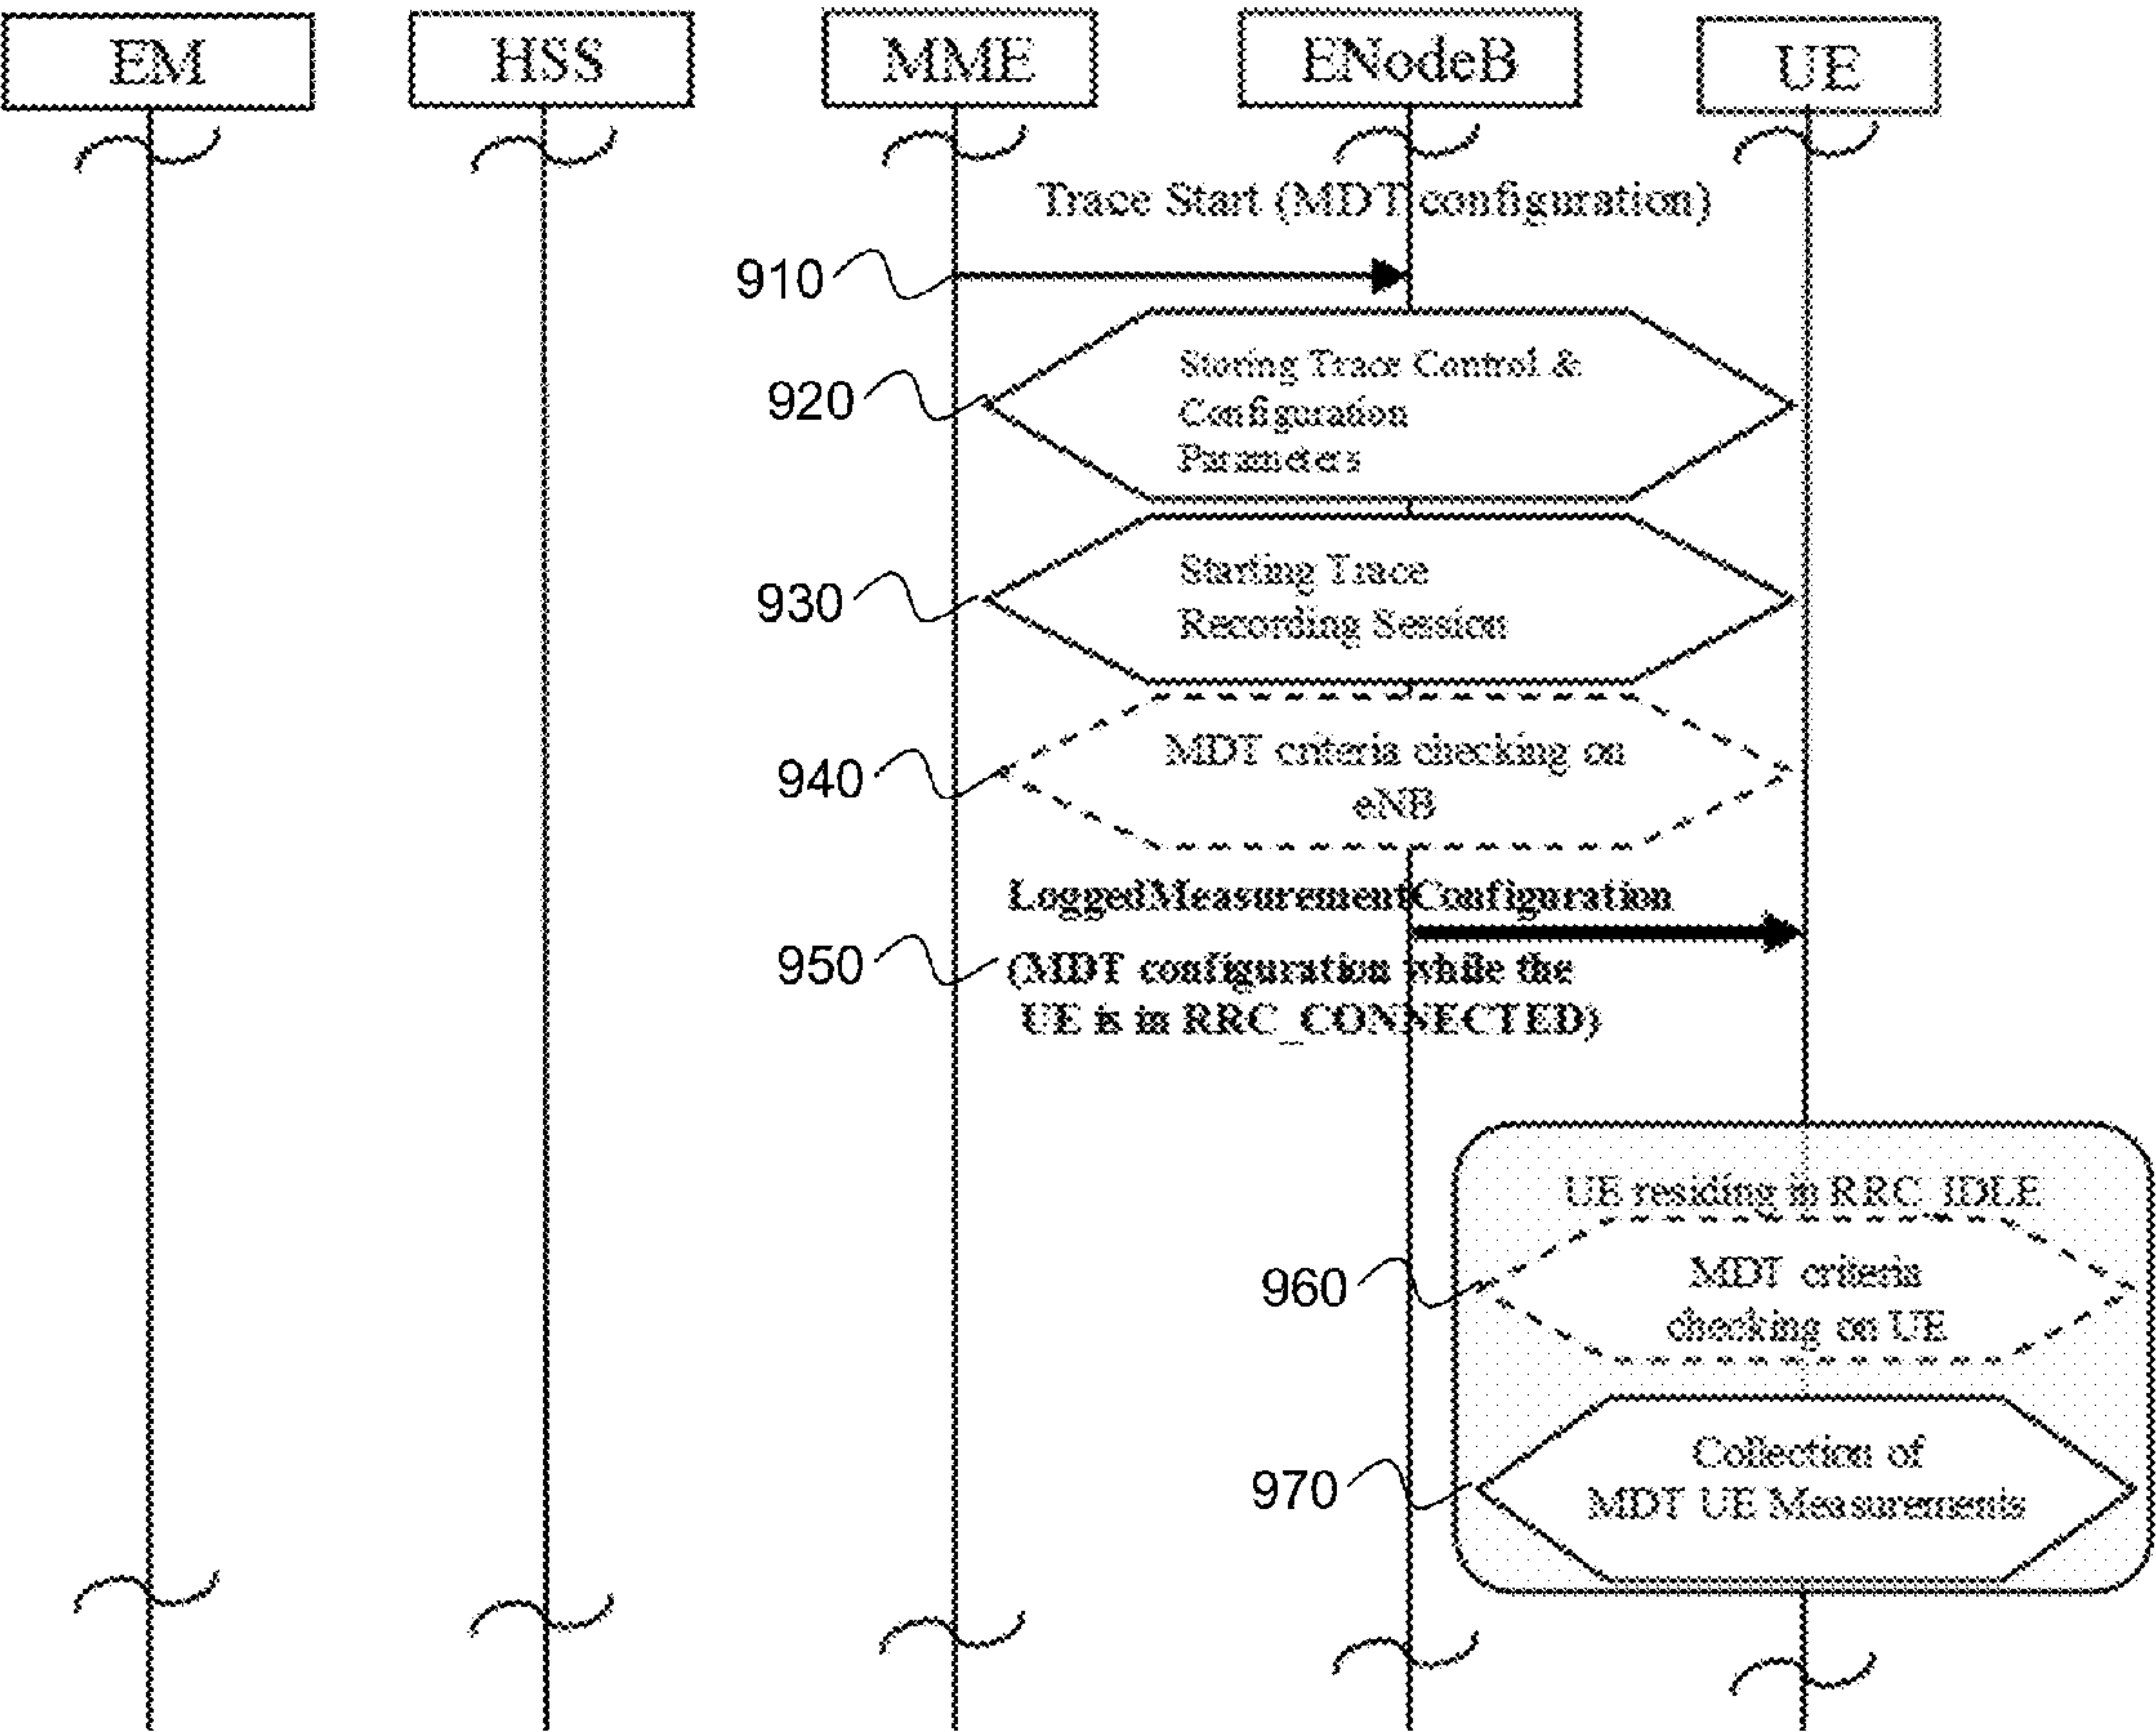 EM
HSS
MME
ENodeB
UE
Trace Start (MDT configuration)
910
Storing Trace Control &
Configuration
Parameters
920
Starting Trace
Recording Session
930
MDT criteria checking on
eNB
940
LoggedMeasurementConfiguration
(MDT configuration while the
UE is in RRC_CONNECTED)
950
UE residing in RRC_IDLE
MDT criteria
checking on UE
960
Collection of
MDT UE Measurements
970